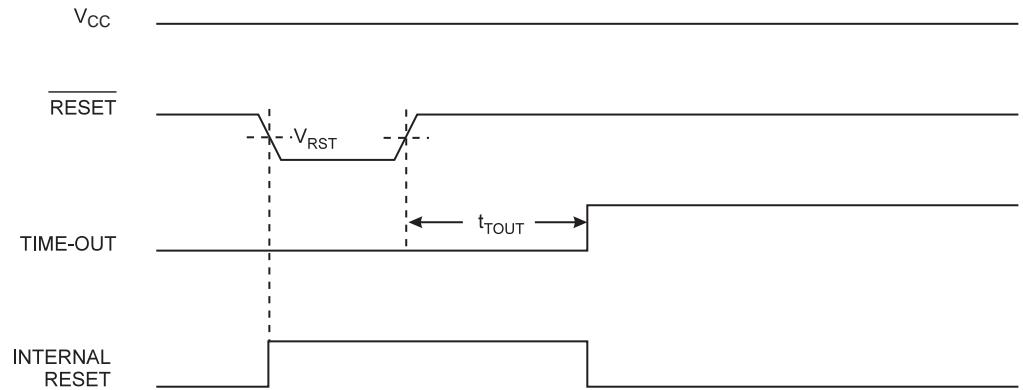 VCC
RESET
VRST
tTOUT
TIME-OUT
INTERNAL
RESET